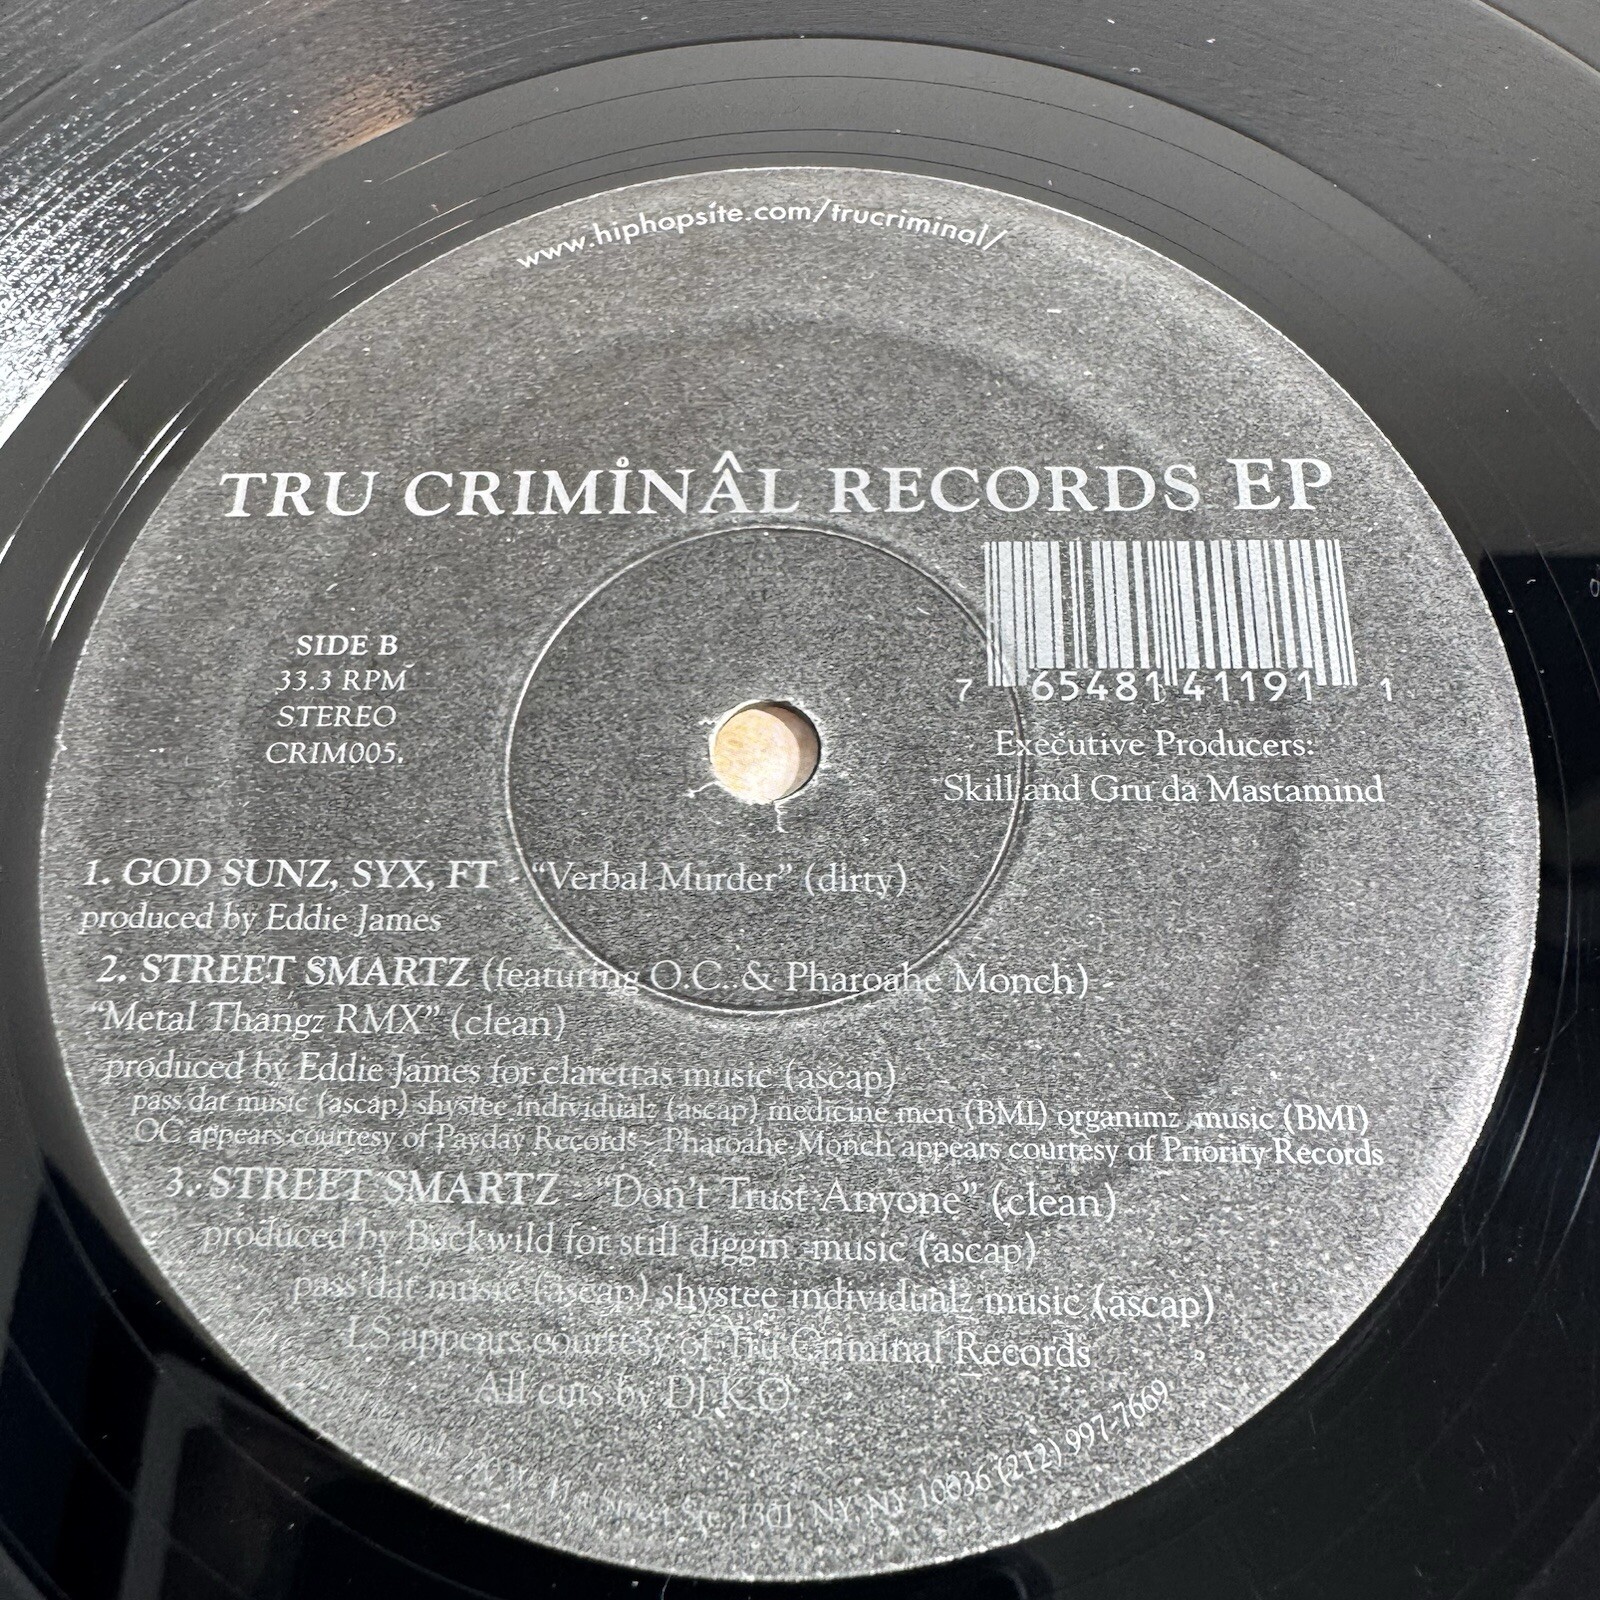 www.hiphopsite.com/trucriminal/
TRU CRIMINÂL RECORDS EP
SIDE B
33.3 RPM
STEREO
CRIM005.
7 65481 41191 1
Executive Producers:
Skill and Gru da Mastamind
1. GOD SUNZ, SYX, FT - “Verbal Murder” (dirty)
produced by Eddie James
2. STREET SMARTZ (featuring O.C. & Pharoahe Monch)
“Metal Thangz RMX” (clean)
produced by Eddie James for clarettas music (ascap)
pass dat music (ascap) shystee individualz (ascap) medicine men (BMI) organimz music (BMI)
OC appears courtesy of Payday Records - Pharoahe Monch appears courtesy of Priority Records
3. STREET SMARTZ - “Don't Trust Anyone” (clean)
produced by Buckwild for still diggin music (ascap)
pass dat music (ascap) shystee individualz music (ascap)
LS appears courtesy of Tru Criminal Records
All cuts by DJ K.O
Street Ste. 1301, NY, NY 10036 (212) 997-7669